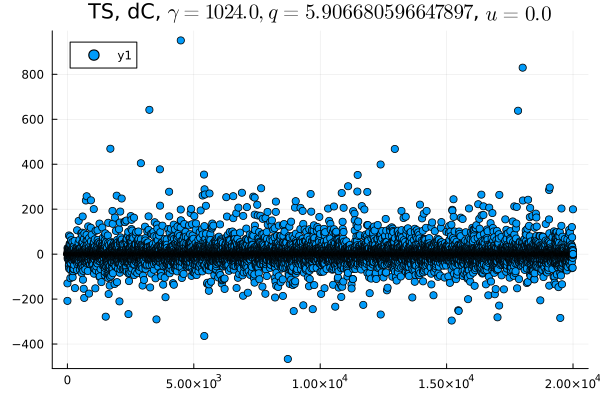 TS, dC, γ = 1024.0, q = 5.906680596647897, u = 0.0
y1
800
600
400
200
0
−200
−400
0 5.00×10³ 1.00×10⁴ 1.50×10⁴ 2.00×10⁴